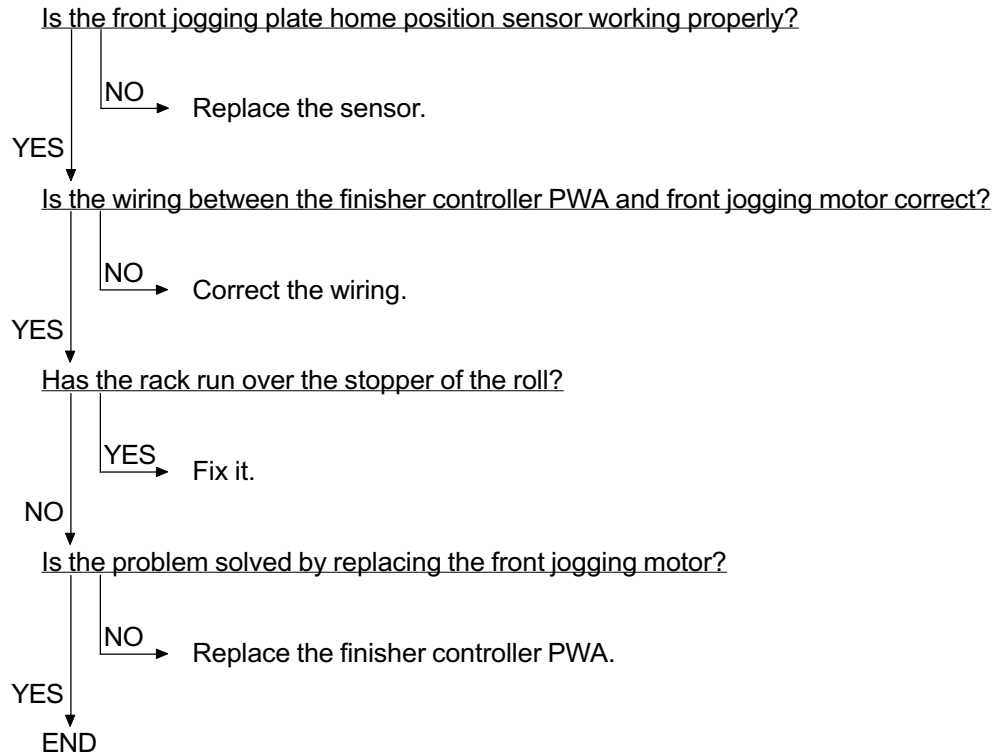 Is the front jogging plate home position sensor working properly?
NO
Replace the sensor.
YES
Is the wiring between the finisher controller PWA and front jogging motor correct?
NO
Correct the wiring.
YES
Has the rack run over the stopper of the roll?
YES
Fix it.
NO
Is the problem solved by replacing the front jogging motor?
NO
Replace the finisher controller PWA.
YES
END